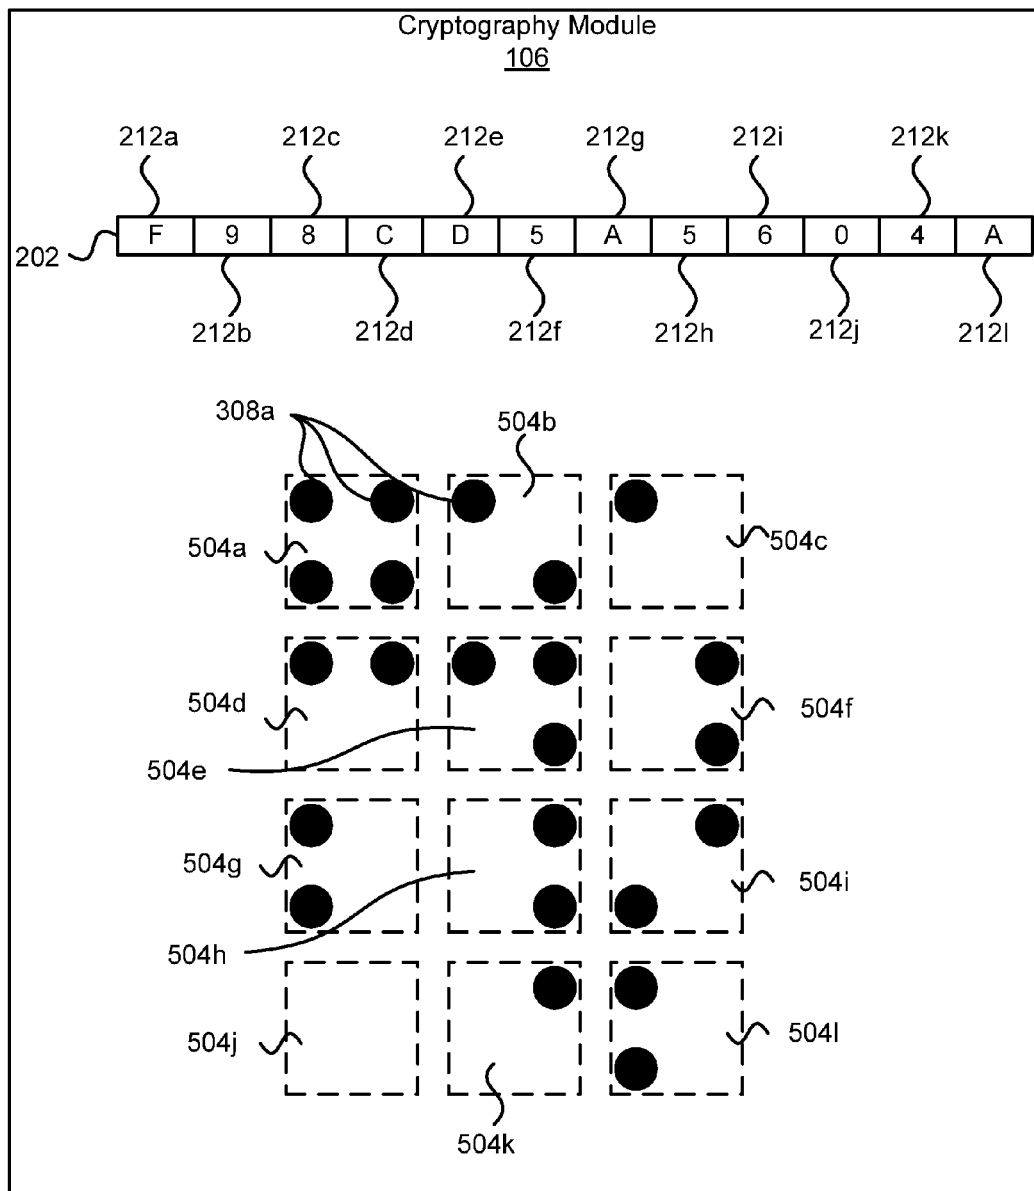 Cryptography Module
106
212a 212c 212e 212g 212i 212k
202 F 9 8 C D 5 A 5 6 0 4 A
212b 212d 212f 212h 212j 212l
308a 504b
504a 504c
504d 504f
504e
504g 504i
504h
504j 504l
504k